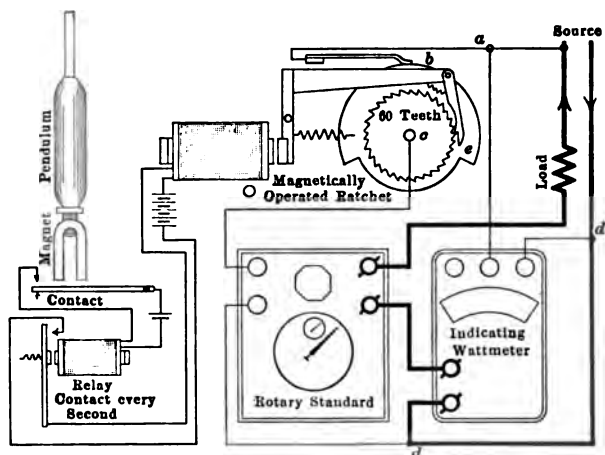 Source
a
b
60 Teeth
c
e
Load
Pendulum
Magnet
Magnetically
Operated Ratchet
d
Contact
Indicating
Wattmeter
Relay
Contact every
Second
Rotary Standard
d